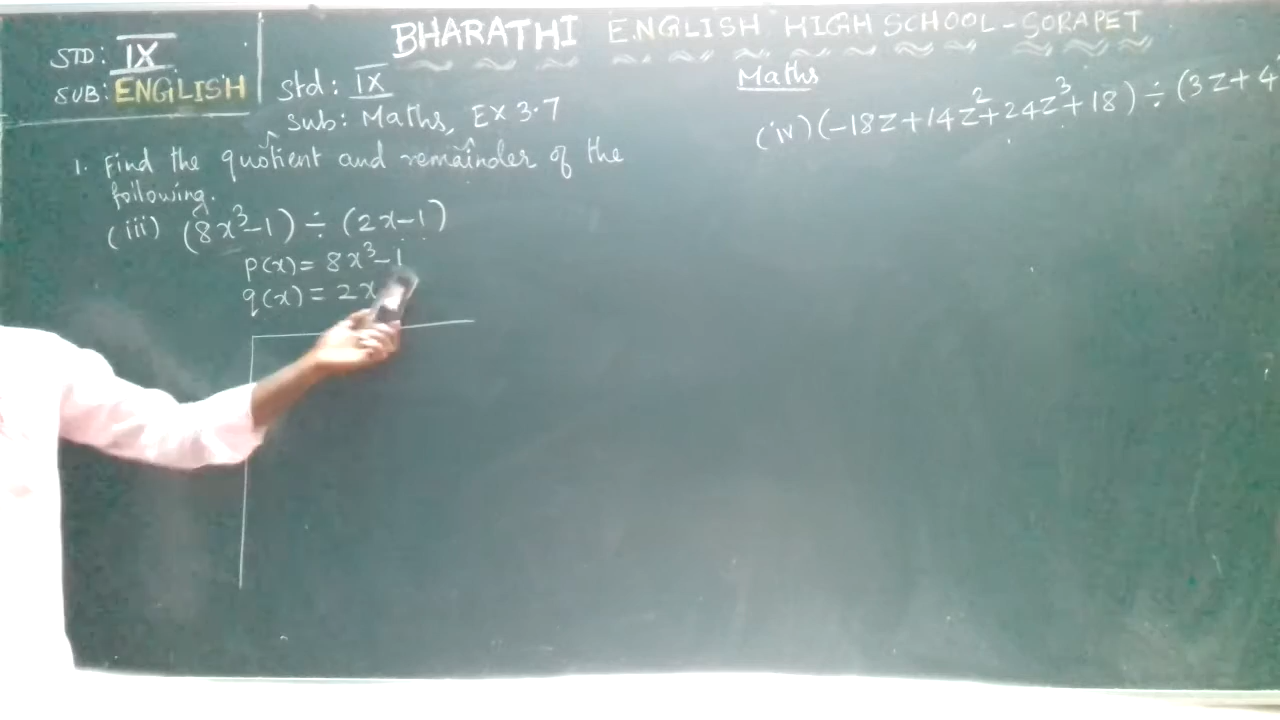 STD: IX
SUB: ENGLISH
BHARATHI ENGLISH HIGH SCHOOL - SORAPET
Std: IX
Sub: Maths, Ex 3.7
1. Find the quotient and remainder of the
following.
(iii) (8x³-1) ÷ (2x-1)
p(x) = 8x³-1
q(x) = 2x
Maths
(iv) (-18z+14z²+24z³+18) ÷ (3z+4